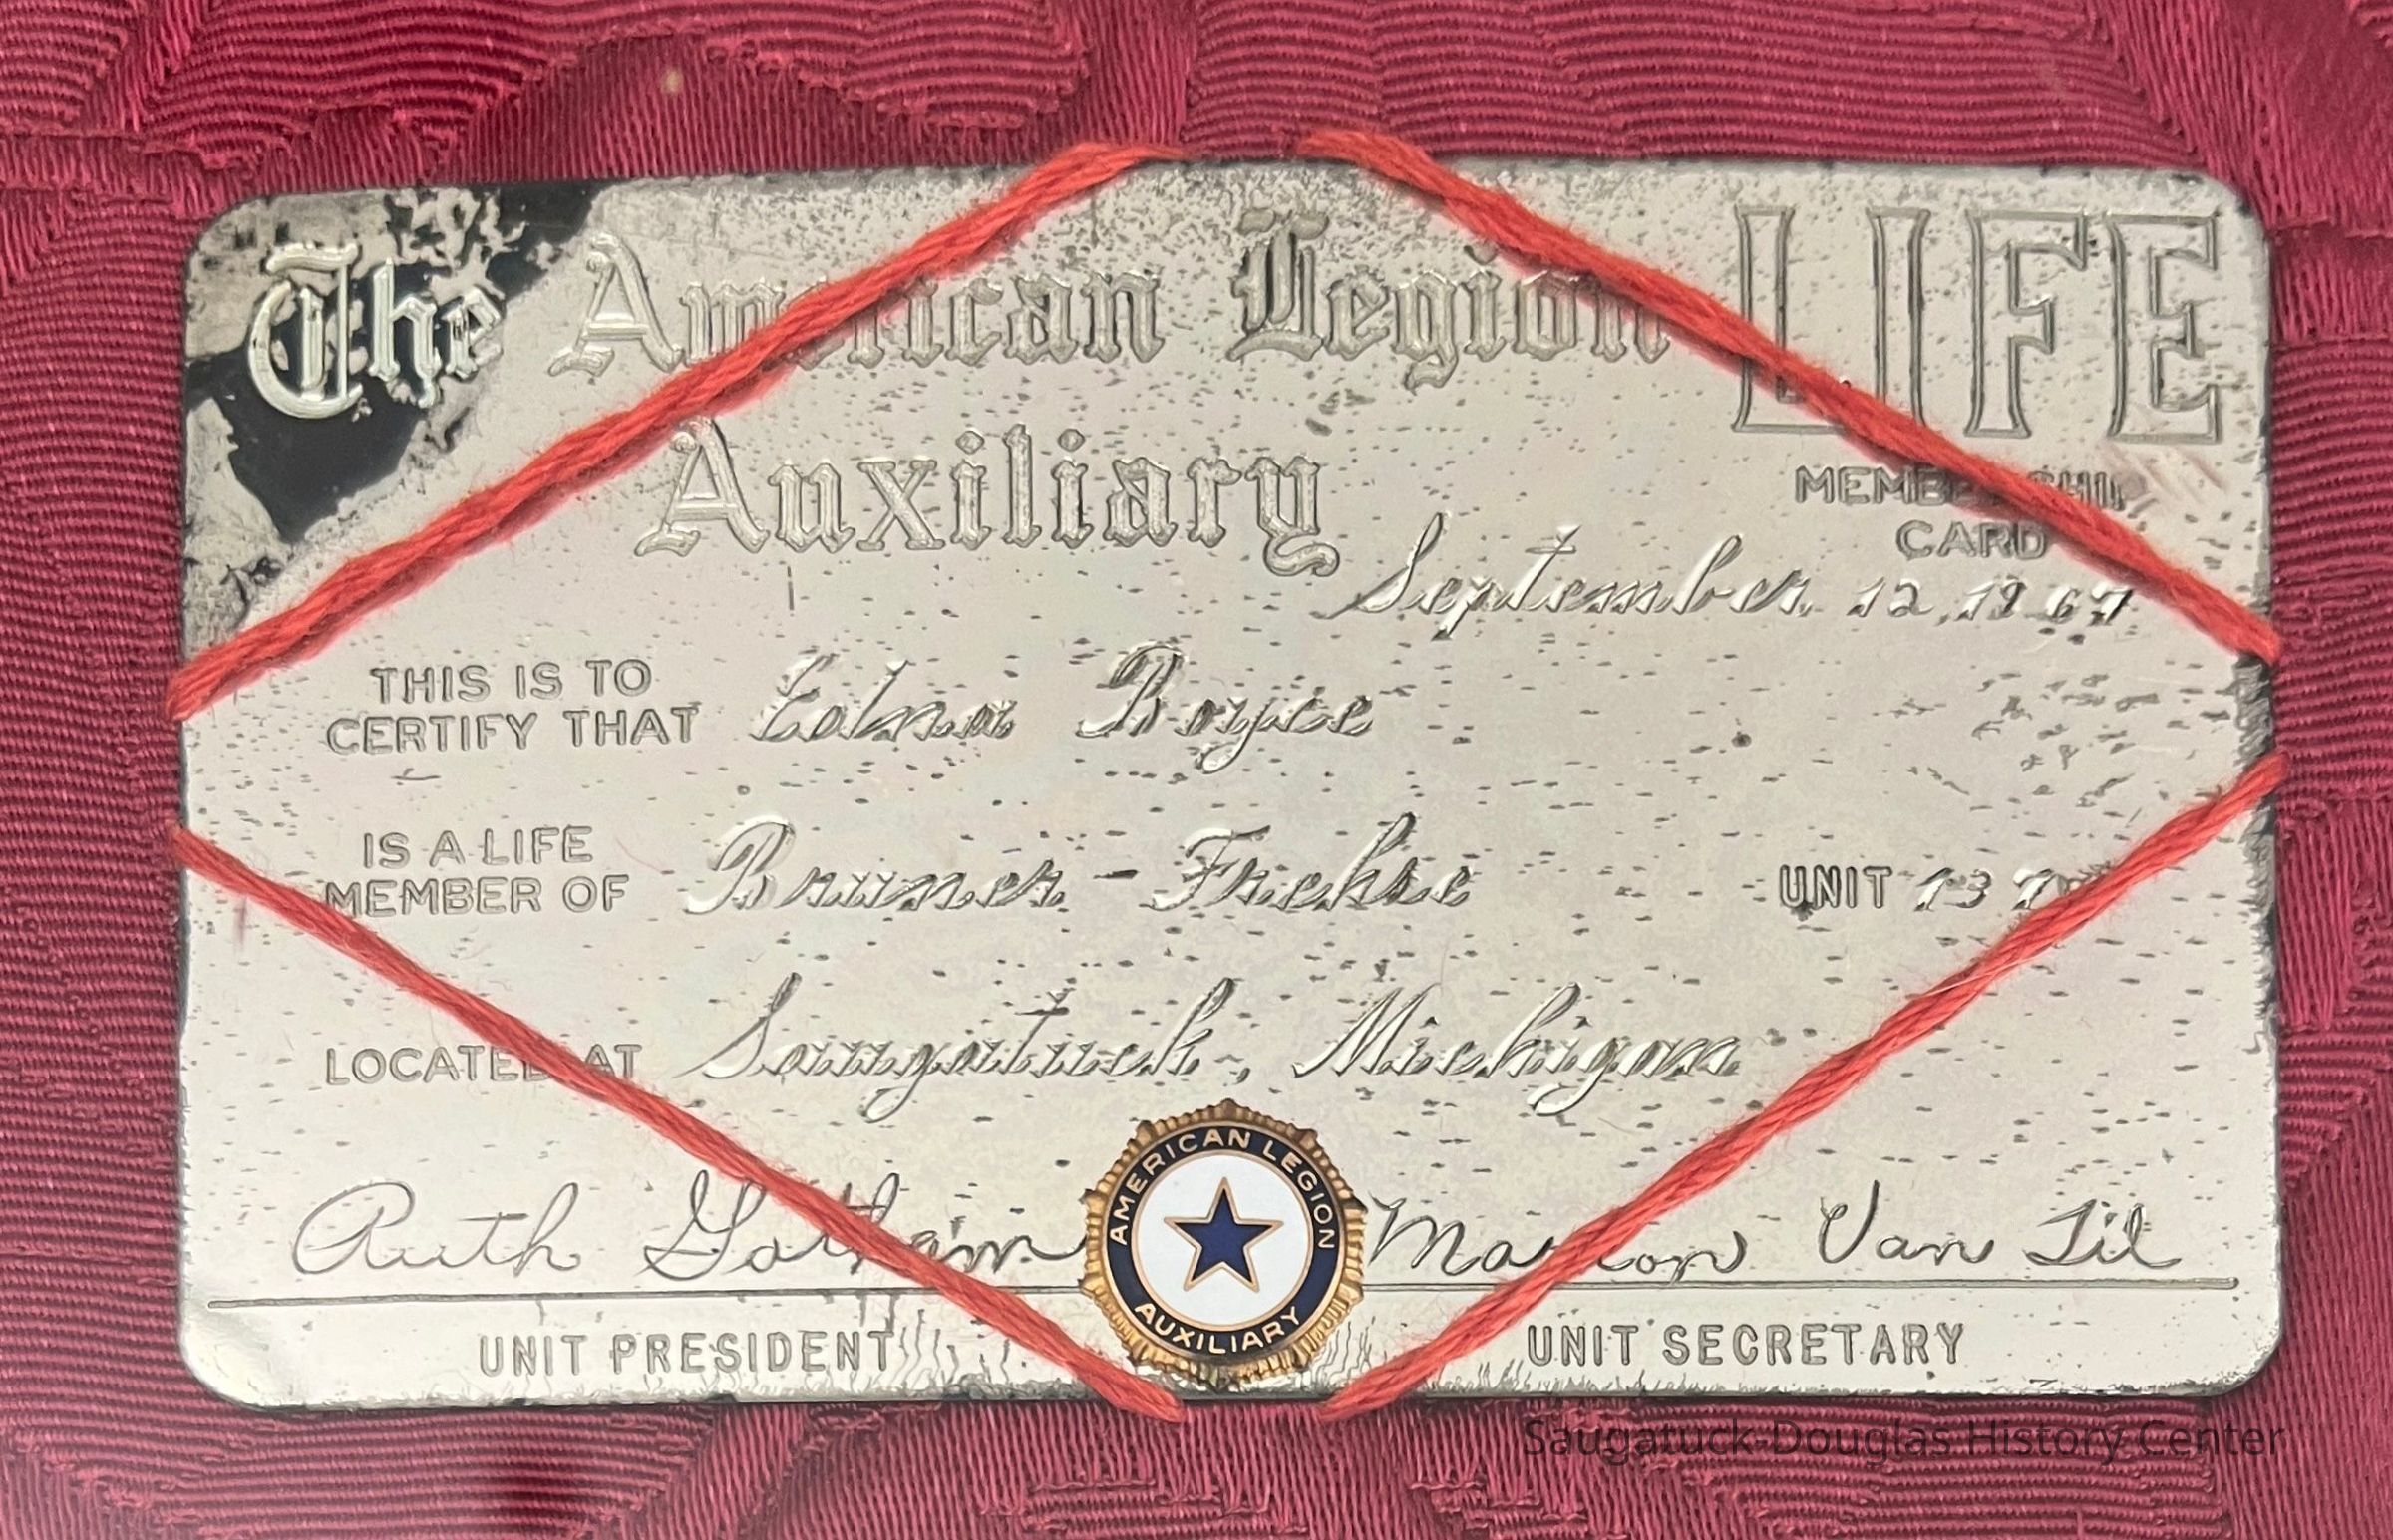 The American Legion LIFE
Auxiliary
MEMBERSHIP
CARD
September 12, 1967
THIS IS TO
CERTIFY THAT Edna Boyce
IS A LIFE
MEMBER OF Bruner - Frehse UNIT 137
LOCATED AT Saugatuck, Michigan
Ruth Gotham Marion Van Til
AMERICAN LEGION
AUXILIARY
UNIT PRESIDENT UNIT SECRETARY
Saugatuck-Douglas History Center